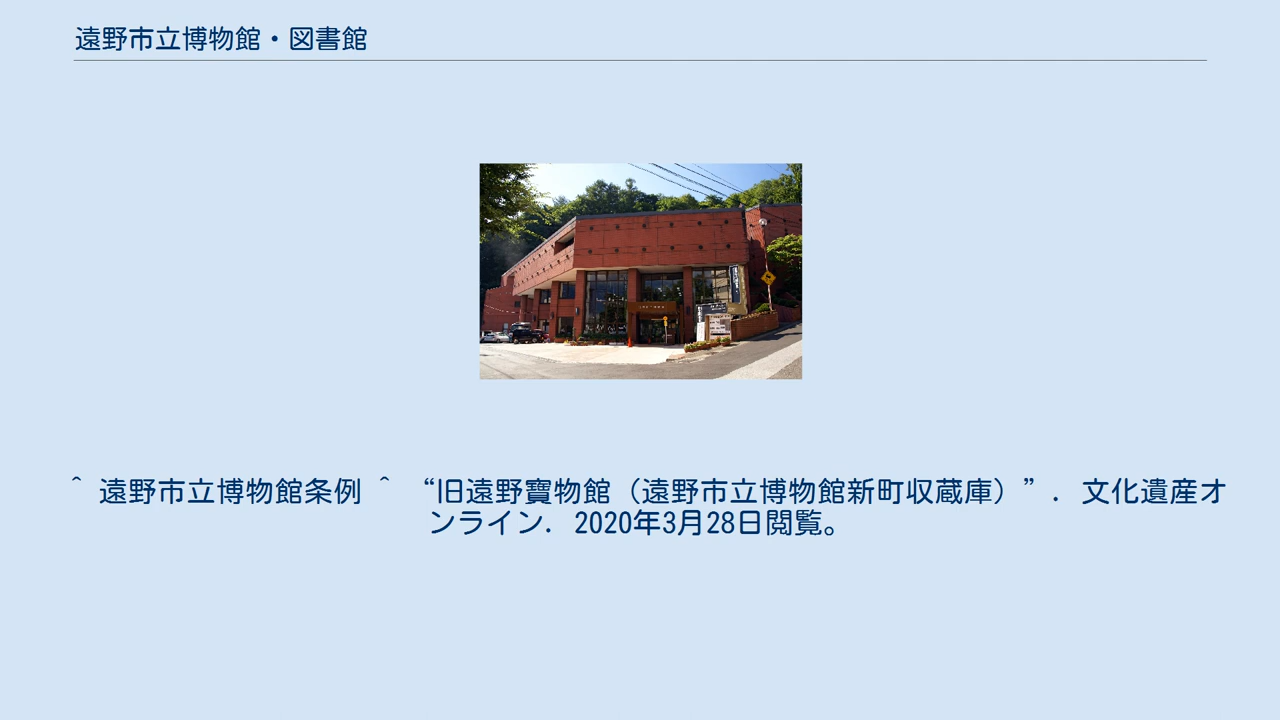 遠野市立博物館・図書館
^ 遠野市立博物館条例 ^ “旧遠野寶物館（遠野市立博物館新町収蔵庫）”. 文化遺産オ
ンライン. 2020年3月28日閲覧。